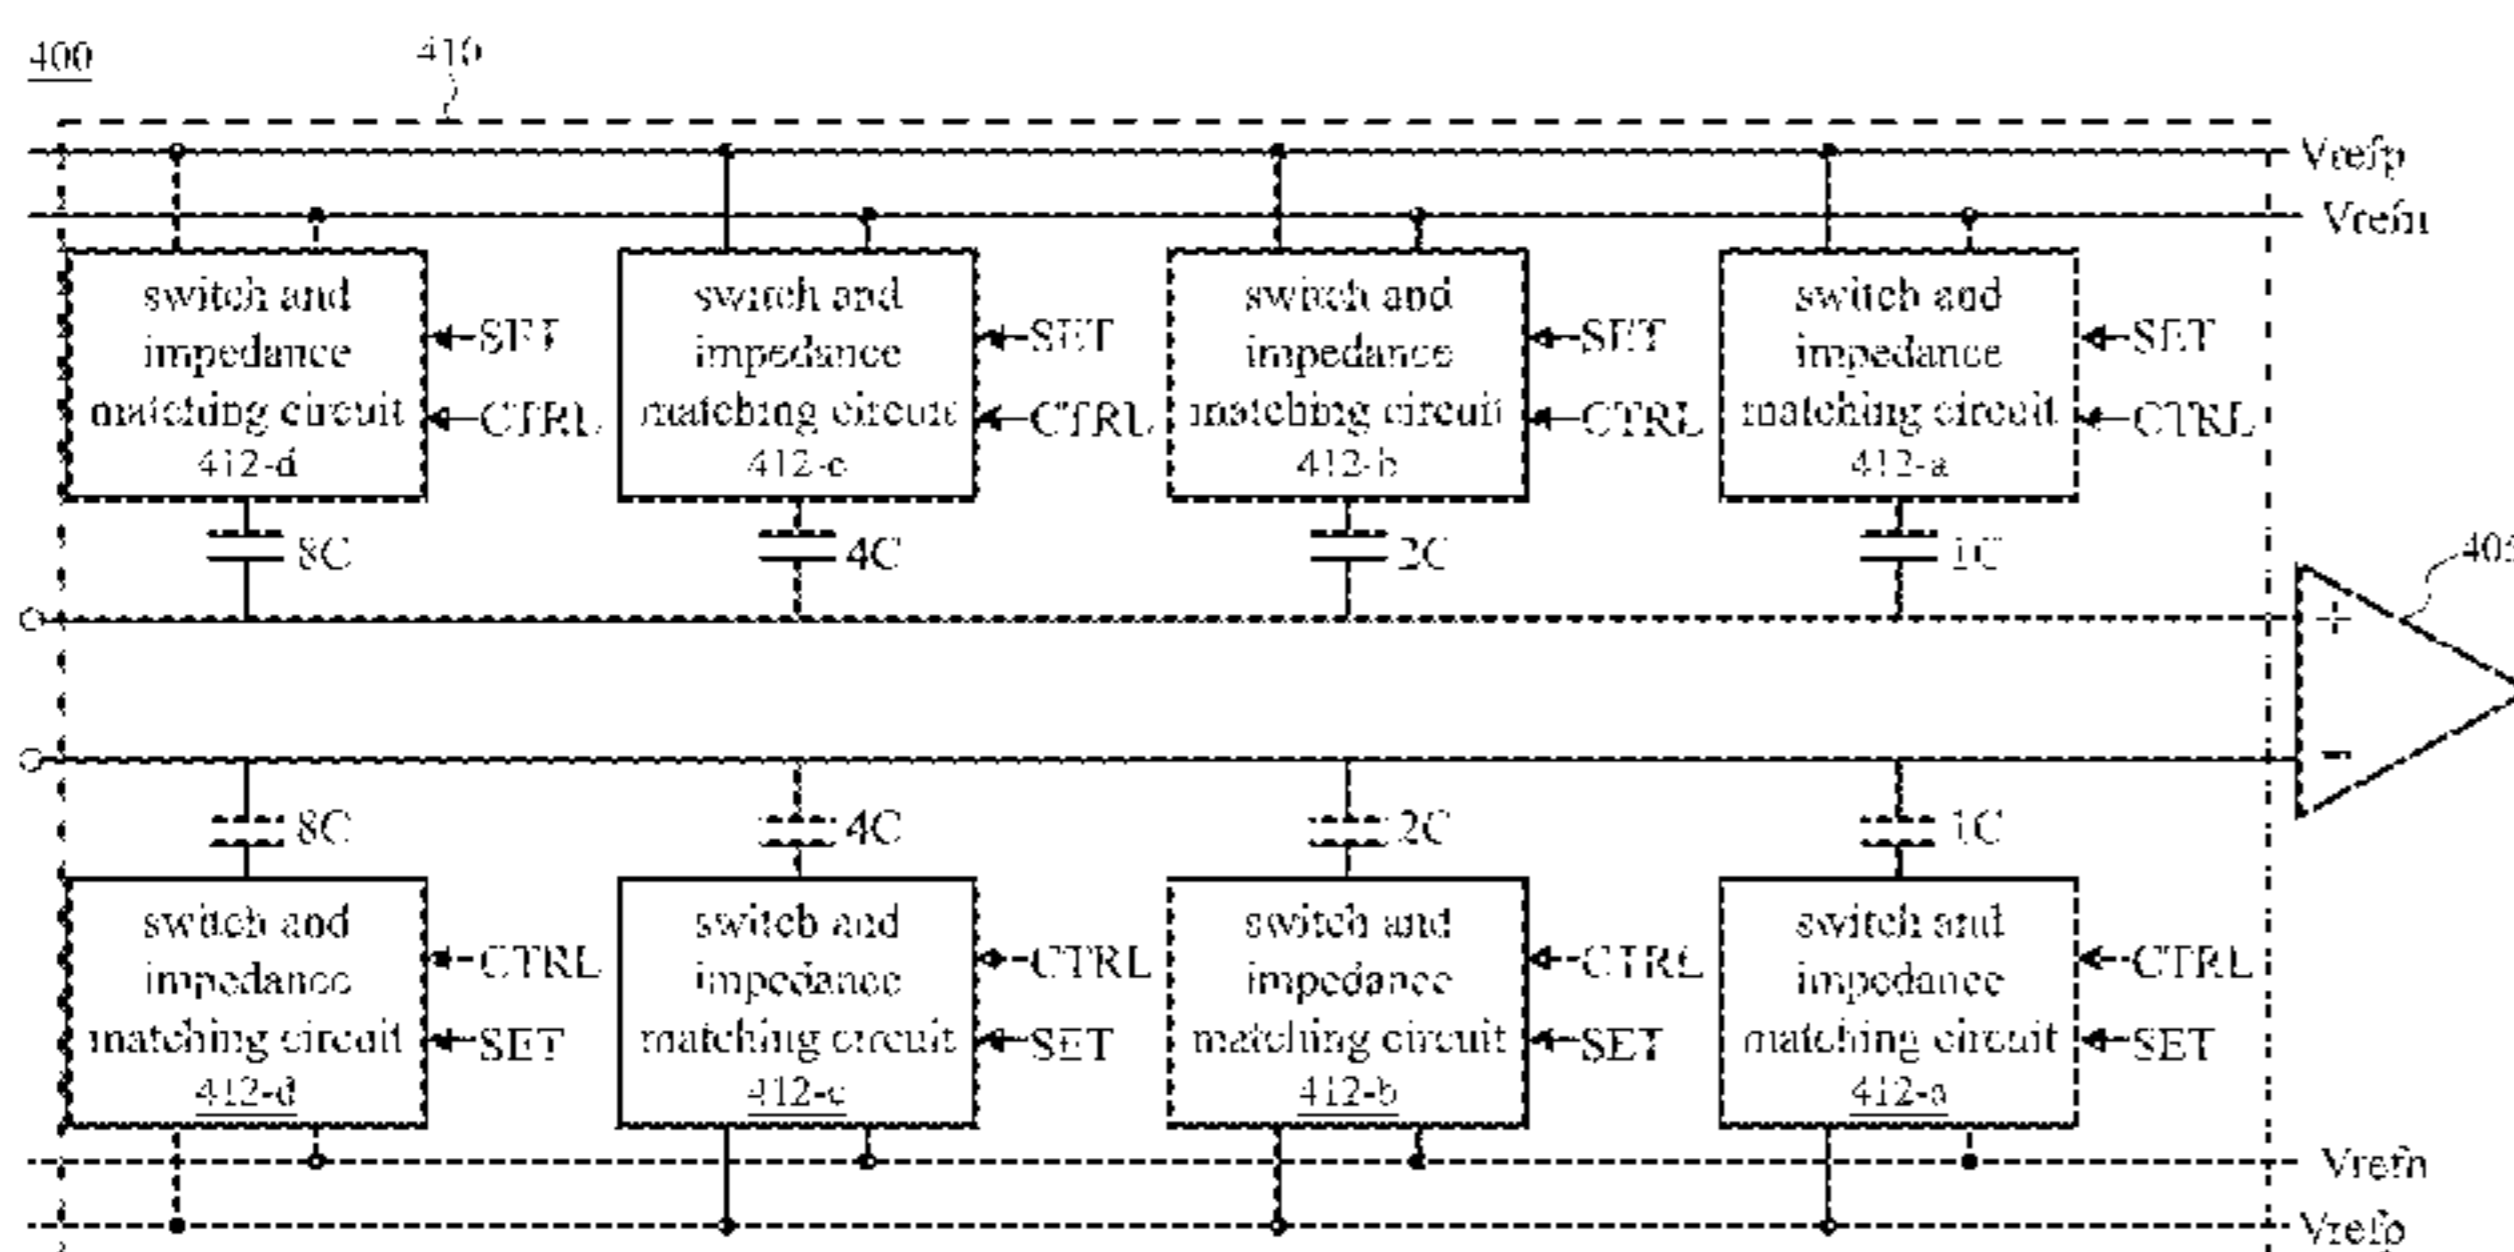 400
410
Vrefp
Vrefn
switch and
impedance
matching circuit
412-d
SET
CTRL
switch and
impedance
matching circuit
412-c
SET
CTRL
switch and
impedance
matching circuit
412-b
SET
CTRL
switch and
impedance
matching circuit
412-a
SET
CTRL
8C
4C
2C
1C
+
−
8C
4C
2C
1C
switch and
impedance
matching circuit
412-d
CTRL
SET
switch and
impedance
matching circuit
412-c
CTRL
SET
switch and
impedance
matching circuit
412-b
CTRL
SET
switch and
impedance
matching circuit
412-a
CTRL
SET
Vrefn
Vrefp